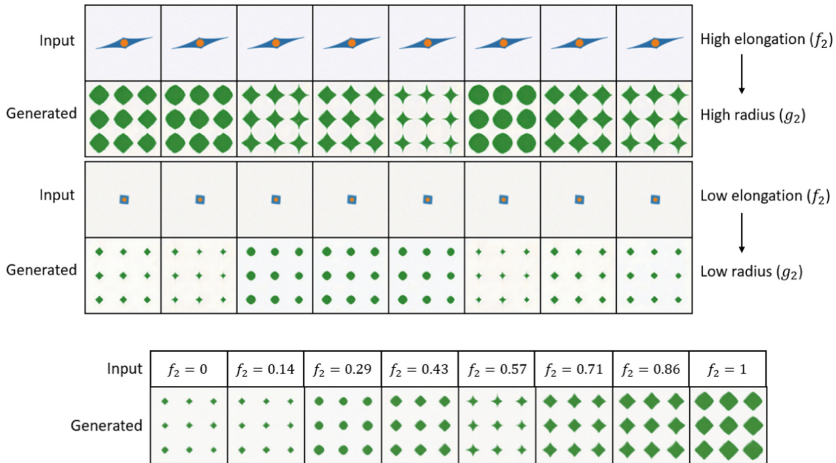 Input
High elongation (f₂)
Generated
High radius (g₂)
Input
Low elongation (f₂)
Generated
Low radius (g₂)
Input f₂ = 0 f₂ = 0.14 f₂ = 0.29 f₂ = 0.43 f₂ = 0.57 f₂ = 0.71 f₂ = 0.86 f₂ = 1
Generated